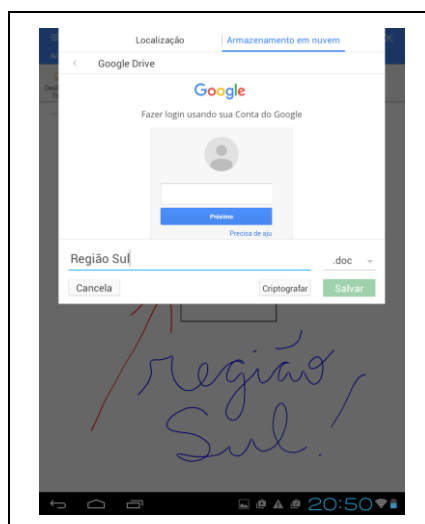 Localização Armazenamento em nuvem
Google Drive
Google
Fazer login usando sua Conta do Google
Próximo
Precisa de aju
Região Sul .doc
Cancela Criptografar Salvar
região
Sul!
20:50